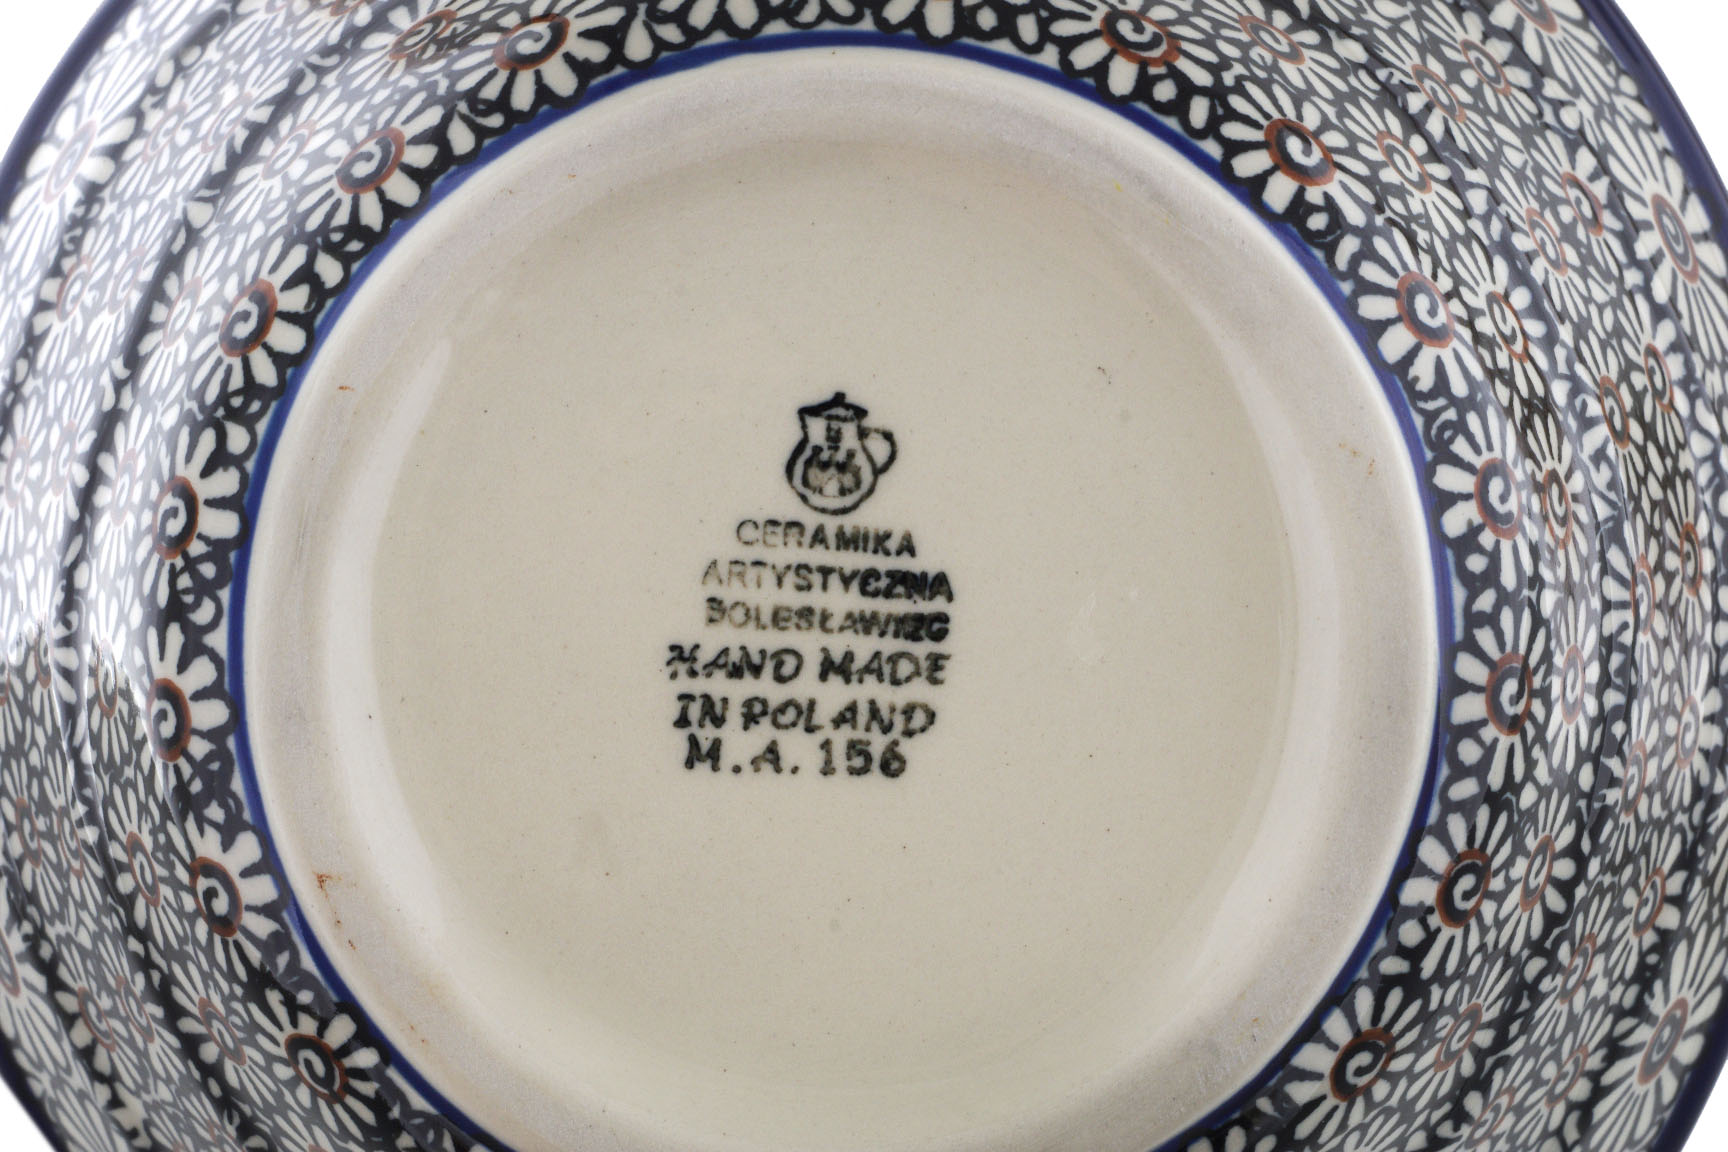 CERAMIKA
ARTYSTYCZNA
BOLESŁAWIEC
HAND MADE
IN POLAND
M.A. 156